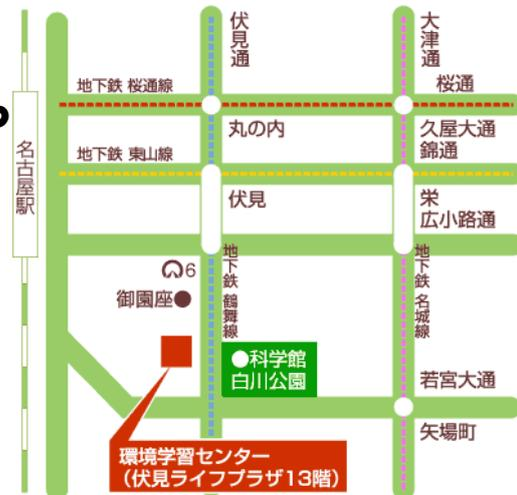 伏見通
大津通
地下鉄 桜通線
桜通
丸の内
久屋大通
錦通
名古屋駅
地下鉄 東山線
伏見
栄
広小路通
地下鉄 鶴舞線
地下鉄 名城線
6
御園座●
●科学館
白川公園
若宮大通
矢場町
環境学習センター
(伏見ライフプラザ13階)